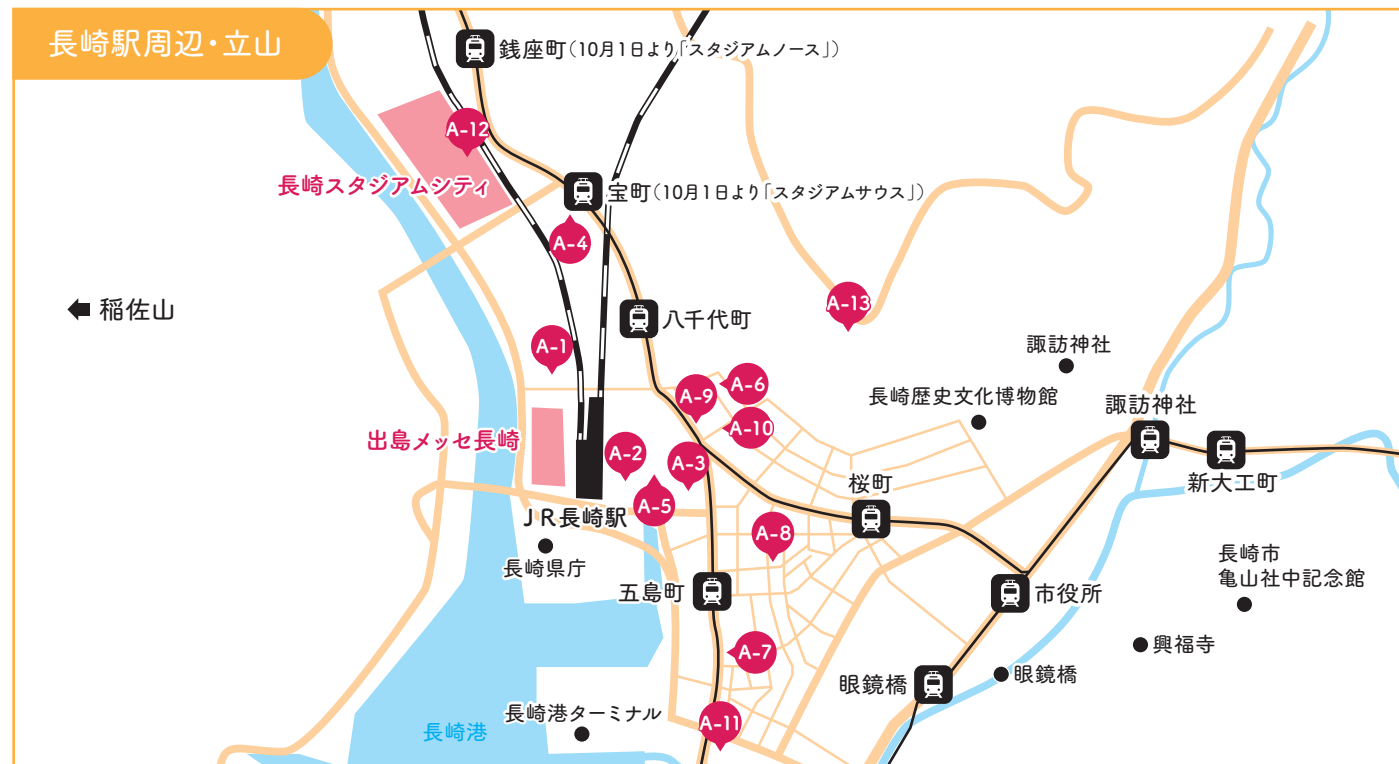 長崎駅周辺・立山
銭座町(10月1日より「スタジアムノース」)
A-12
長崎スタジアムシティ
宝町(10月1日より「スタジアムサウス」)
A-4
A-13
稲佐山
八千代町
A-1
諏訪神社
A-6
A-9
長崎歴史文化博物館
諏訪神社
A-10
出島メッセ長崎
A-2
A-3
新大工町
桜町
A-5
JR長崎駅
A-8
長崎県庁
長崎市
亀山社中記念館
五島町
市役所
興福寺
A-7
眼鏡橋
眼鏡橋
長崎港ターミナル
A-11
長崎港